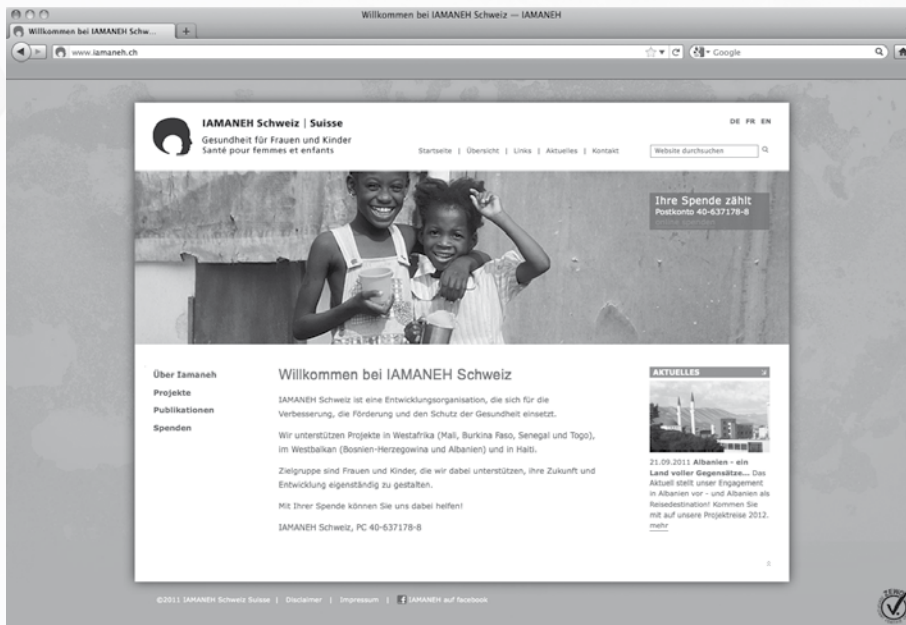 Willkommen bei IAMANEH Schweiz — IAMANEH
Willkommen bei IAMANEH Schw...
www.iamaneh.ch
Google
IAMANEH Schweiz | Suisse
Gesundheit für Frauen und Kinder
Santé pour femmes et enfants
DE FR EN
Startseite | Übersicht | Links | Aktuelles | Kontakt
Website durchsuchen
Ihre Spende zählt
Postkonto 40-637178-8
Über Iamaneh
Projekte
Publikationen
Spenden
Willkommen bei IAMANEH Schweiz
IAMANEH Schweiz ist eine Entwicklungsorganisation, die sich für die
Verbesserung, die Förderung und den Schutz der Gesundheit einsetzt.
Wir unterstützen Projekte in Westafrika (Mali, Burkina Faso, Senegal und Togo),
im Westbalkan (Bosnien-Herzegowina und Albanien) und in Haiti.
Zielgruppe sind Frauen und Kinder, die wir dabei unterstützen, ihre Zukunft und
Entwicklung eigenständig zu gestalten.
Mit Ihrer Spende können Sie uns dabei helfen!
IAMANEH Schweiz, PC 40-637178-8
AKTUELLES
21.09.2011 Albanien - ein
Land voller Gegensätze... Das
Aktuell stellt unser Engagement
in Albanien vor - und Albanien als
Reisedestination! Kommen Sie
mit auf unsere Projektreise 2012.
mehr
©2011 IAMANEH Schweiz Suisse | Disclaimer | Impressum | IAMANEH auf facebook